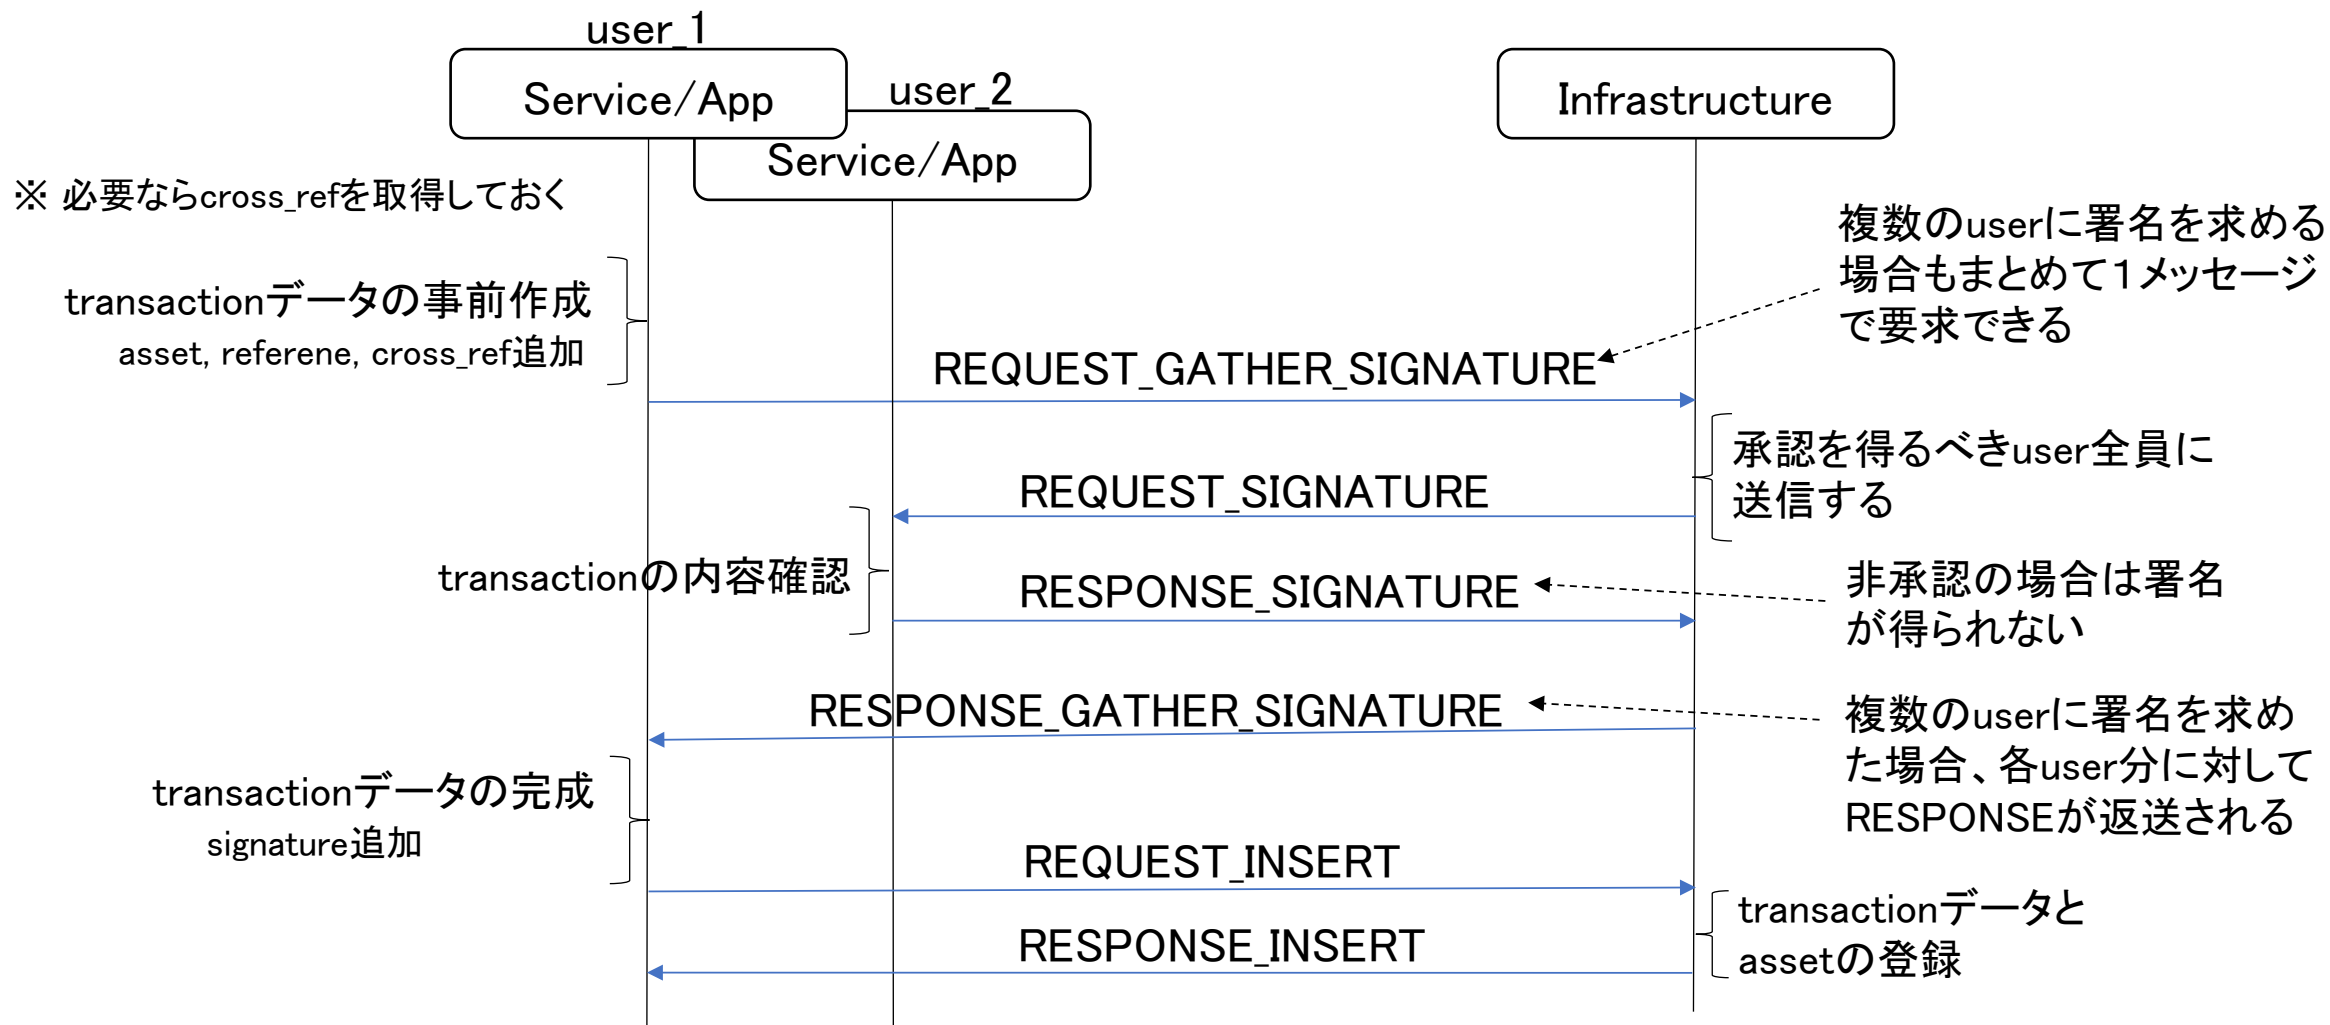 user_1
Service/App
user_2
Service/App
Infrastructure
※ 必要ならcross_refを取得しておく
複数のuserに署名を求める
場合もまとめて1メッセージ
で要求できる
transactionデータの事前作成
asset, referene, cross_ref追加
REQUEST_GATHER_SIGNATURE
承認を得るべきuser全員に
送信する
REQUEST_SIGNATURE
transactionの内容確認
RESPONSE_SIGNATURE
非承認の場合は署名
が得られない
RESPONSE_GATHER_SIGNATURE
複数のuserに署名を求め
た場合、各user分に対して
RESPONSEが返送される
transactionデータの完成
signature追加
REQUEST_INSERT
transactionデータと
assetの登録
RESPONSE_INSERT